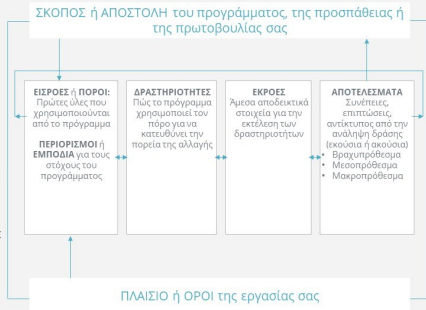 ΣΚΟΠΟΣ ή ΑΠΟΣΤΟΛΗ του προγράμματος, της προσπάθειας ή
της πρωτοβουλίας σας
ΕΙΣΡΟΕΣ ή ΠΟΡΟΙ:
Πρώτες ύλες που
χρησιμοποιούνται
από το πρόγραμμα
ΠΕΡΙΟΡΙΣΜΟΙ ή
ΕΜΠΟΔΙΑ για τους
στόχους του
προγράμματος
ΔΡΑΣΤΗΡΙΟΤΗΤΕΣ
Πώς το πρόγραμμα
χρησιμοποιεί τον
πόρο για να
κατευθύνει την
πορεία της αλλαγής
ΕΚΡΟΕΣ
Άμεσα αποδεικτικά
στοιχεία για την
εκτέλεση των
δραστηριοτήτων
ΑΠΟΤΕΛΕΣΜΑΤΑ
Συνέπειες,
επιπτώσεις,
αντίκτυπος από την
ανάληψη δράσης
(εκούσια ή ακούσια)
• Βραχυπρόθεσμα
• Μεσοπρόθεσμα
• Μακροπρόθεσμα
ΠΛΑΙΣΙΟ ή ΟΡΟΙ της εργασίας σας